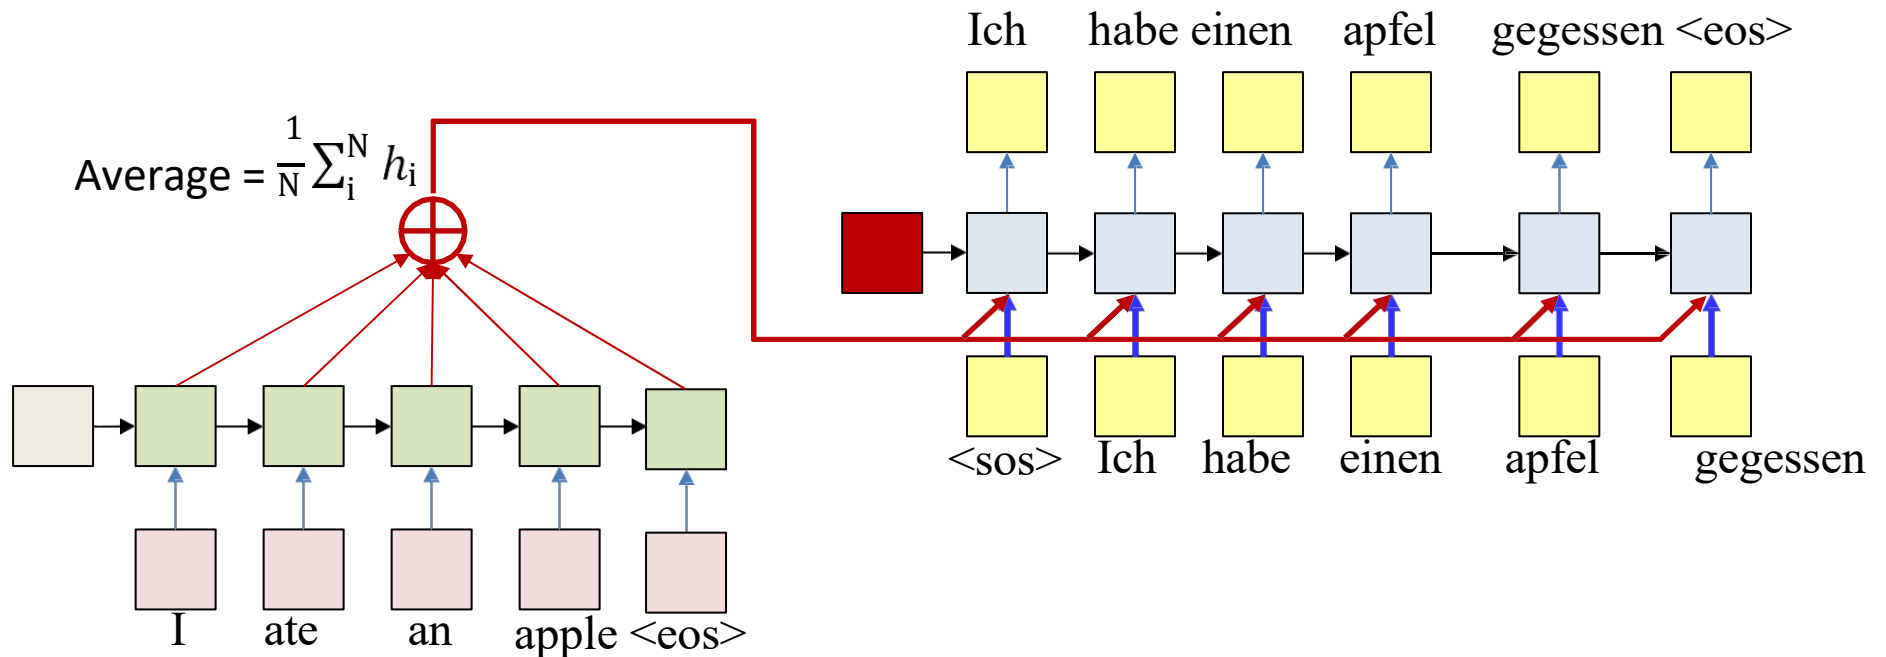 Ich habe einen apfel gegessen <eos>
Average = 1/N ∑_i^N h_i
<sos> Ich habe einen apfel gegessen
I ate an apple <eos>